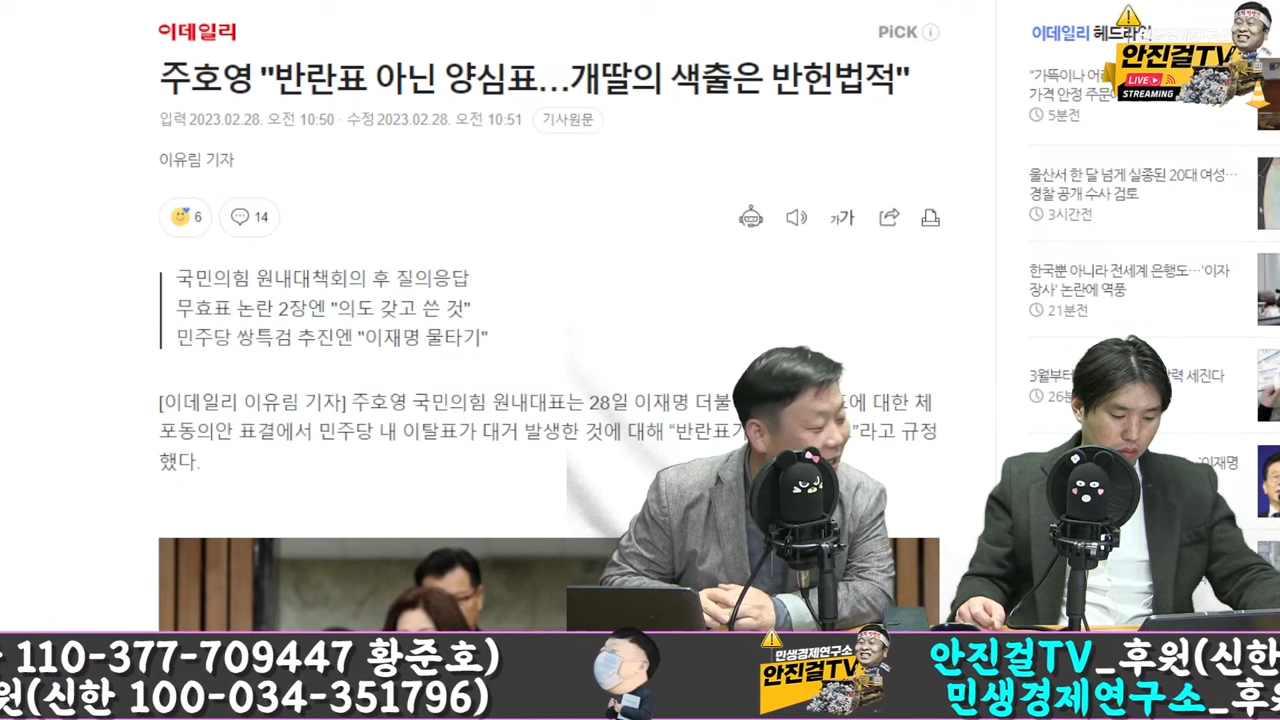 이데일리
PiCK
주호영 "반란표 아닌 양심표…개딸의 색출은 반헌법적"
입력 2023.02.28. 오전 10:50 · 수정 2023.02.28. 오전 10:51 기사원문
이유림 기자
6 14
가가
국민의힘 원내대책회의 후 질의응답
무효표 논란 2장엔 "의도 갖고 쓴 것"
민주당 쌍특검 추진엔 "이재명 물타기"
[이데일리 이유림 기자] 주호영 국민의힘 원내대표는 28일 이재명 더불 에 대한 체
포동의안 표결에서 민주당 내 이탈표가 대거 발생한 것에 대해 "반란표가 "라고 규정
했다.
이데일리 헤드라인
"가뜩이나
가격 안정
5분전
울산서 한 달 넘게 실종된 20대 여성…
경찰 공개 수사 검토
3시간전
한국뿐 아니라 전세계 은행도…'이자
장사' 논란에 역풍
21분전
3월부터 세진다
26
'이재명
안진걸TV
LIVE
STREAMING
110-377-709447 황준호)
원(신한 100-034-351796)
민생경제연구소
안진걸TV
안진걸TV_후원(신한
민생경제연구소_후원